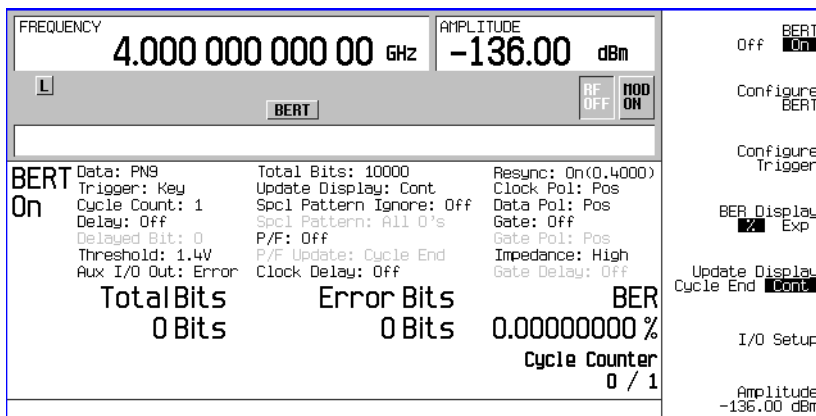 FREQUENCY
4.000 000 000 00 GHz
AMPLITUDE
-136.00 dBm
L
BERT
RF OFF
MOD ON
BERT On
Data: PN9
Trigger: Key
Cycle Count: 1
Delay: Off
Delayed Bit: 0
Threshold: 1.4V
Aux I/O Out: Error
Total Bits: 10000
Update Display: Cont
Spcl Pattern Ignore: Off
Spcl Pattern: All 0's
P/F: Off
P/F Update: Cycle End
Clock Delay: Off
Resync: On(0.4000)
Clock Pol: Pos
Data Pol: Pos
Gate: Off
Gate Pol: Pos
Impedance: High
Gate Delay: Off
Total Bits
0 Bits
Error Bits
0 Bits
BER
0.00000000 %
Cycle Counter
0 / 1
BERT
Off On
Configure
BERT
Configure
Trigger
BER Display
% Exp
Update Display
Cycle End Cont
I/O Setup
Amplitude
-136.00 dBm